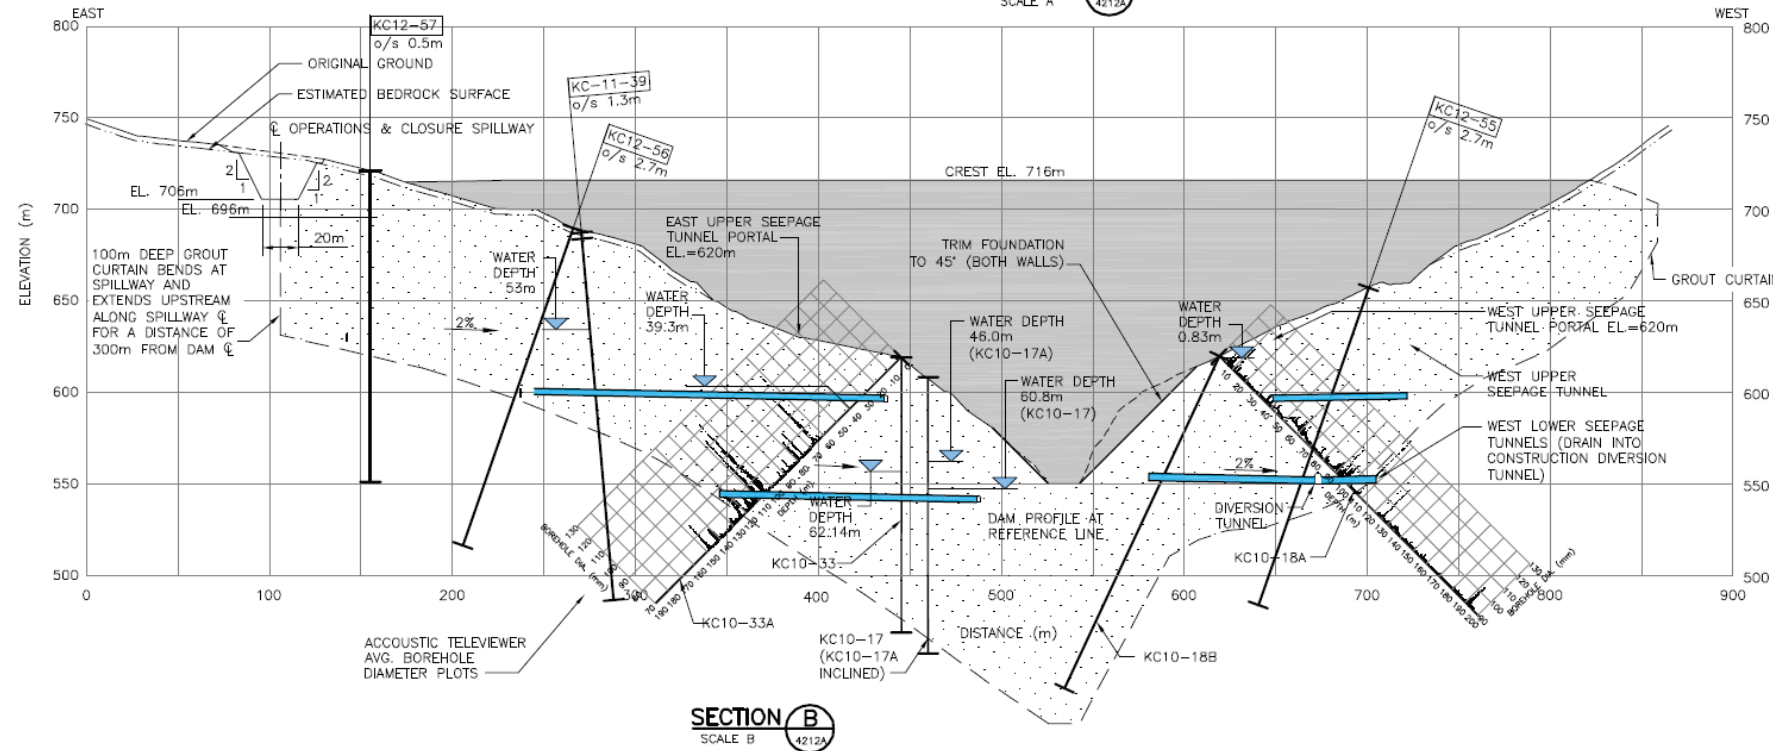 SCALE A
4212A
EAST
WEST
800
750
700
650
600
550
500
ELEVATION (m)
800
750
700
650
600
550
500
KC12-57
o/s 0.5m
ORIGINAL GROUND
ESTIMATED BEDROCK SURFACE
℄ OPERATIONS & CLOSURE SPILLWAY
KC-11-39
o/s 1.3m
KC12-56
o/s 2.7m
KC12-55
o/s 2.7m
2
1
2
1
EL. 706m
EL. 696m
20m
CREST EL. 716m
100m DEEP GROUT
CURTAIN BENDS AT
SPILLWAY AND
EXTENDS UPSTREAM
ALONG SPILLWAY ℄
FOR A DISTANCE OF
300m FROM DAM ℄
2%
WATER
DEPTH
53m
WATER
DEPTH
39.3m
EAST UPPER SEEPAGE
TUNNEL PORTAL
EL.=620m
TRIM FOUNDATION
TO 45° (BOTH WALLS)
WATER DEPTH
46.0m
(KC10-17A)
WATER DEPTH
60.8m
(KC10-17)
WATER
DEPTH
0.83m
GROUT CURTAIN
WEST UPPER SEEPAGE
TUNNEL PORTAL EL.=620m
WEST UPPER
SEEPAGE TUNNEL
WEST LOWER SEEPAGE
TUNNELS (DRAIN INTO
CONSTRUCTION DIVERSION
TUNNEL)
2%
WATER
DEPTH
62.14m
DAM PROFILE AT
REFERENCE LINE
DIVERSION
TUNNEL
KC10-33
KC10-18A
BOREHOLE DIA. (mm)
DEPTH (m)
DEPTH (m)
BOREHOLE DIA. (mm)
0
100
200
300
400
500
600
700
800
900
DISTANCE (m)
KC10-33A
ACCOUSTIC TELEVIEWER
AVG. BOREHOLE
DIAMETER PLOTS
KC10-17
(KC10-17A
INCLINED)
KC10-18B
SECTION B
SCALE B
4212A